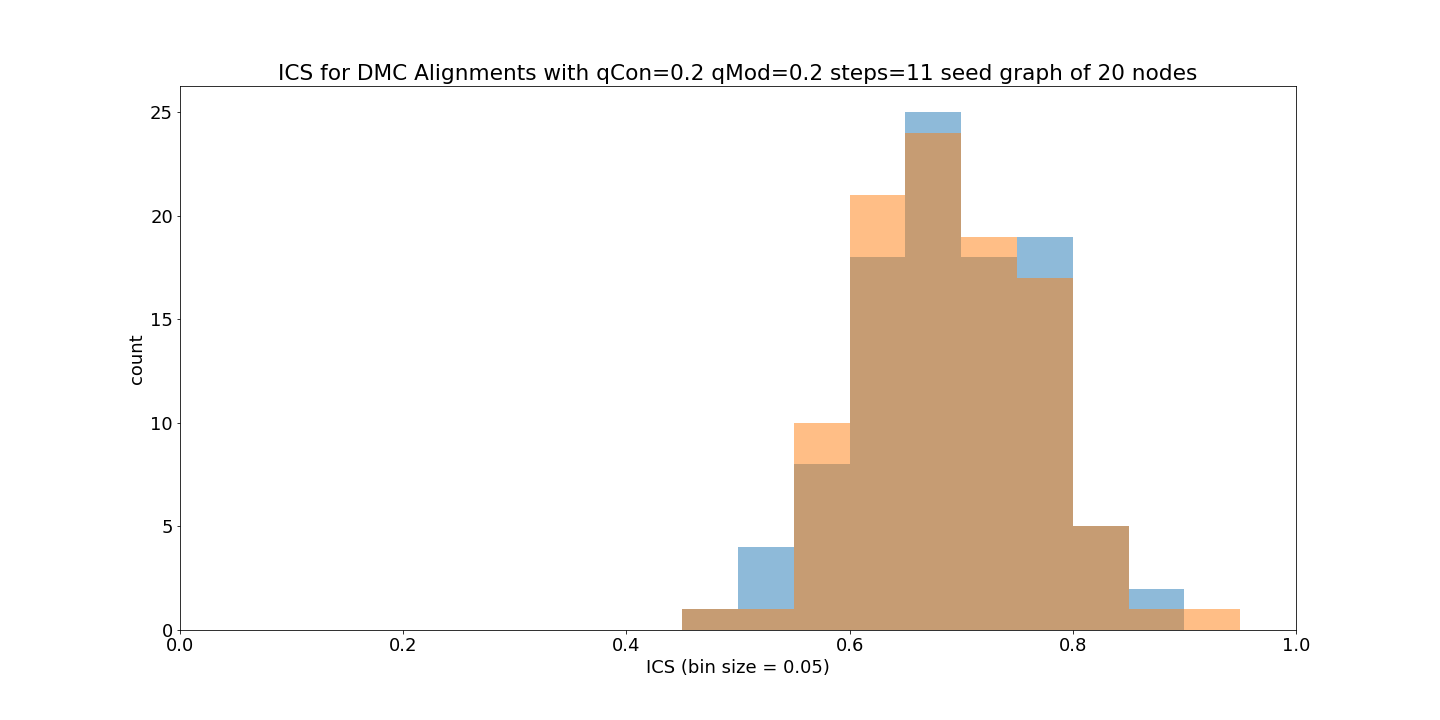 ICS for DMC Alignments with qCon=0.2 qMod=0.2 steps=11 seed graph of 20 nodes
25
20
15
10
5
0
count
0.0 0.2 0.4 0.6 0.8 1.0
ICS (bin size = 0.05)